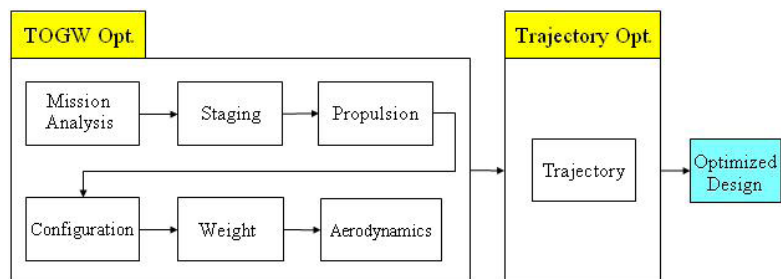 TOGW Opt.
Trajectory Opt.
Mission
Analysis
Staging
Propulsion
Configuration
Weight
Aerodynamics
Trajectory
Optimized
Design